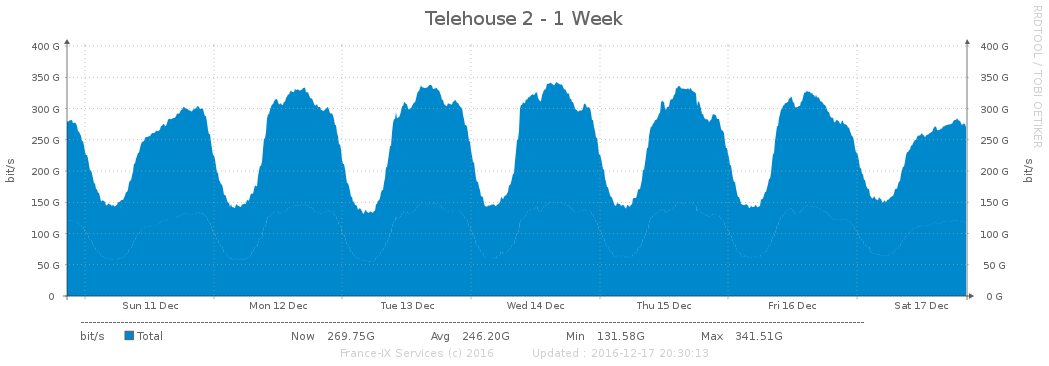 Telehouse 2 - 1 Week
RRDTOOL / TOBI OETIKER
400 G 400 G
350 G 350 G
300 G 300 G
250 G 250 G
200 G 200 G
150 G 150 G
100 G 100 G
50 G 50 G
0 0 G
bit/s bit/s
Sun 11 Dec Mon 12 Dec Tue 13 Dec Wed 14 Dec Thu 15 Dec Fri 16 Dec Sat 17 Dec
bit/s Total Now 269.75G Avg 246.20G Min 131.58G Max 341.51G
France-IX Services (c) 2016 Updated : 2016-12-17 20:30:13